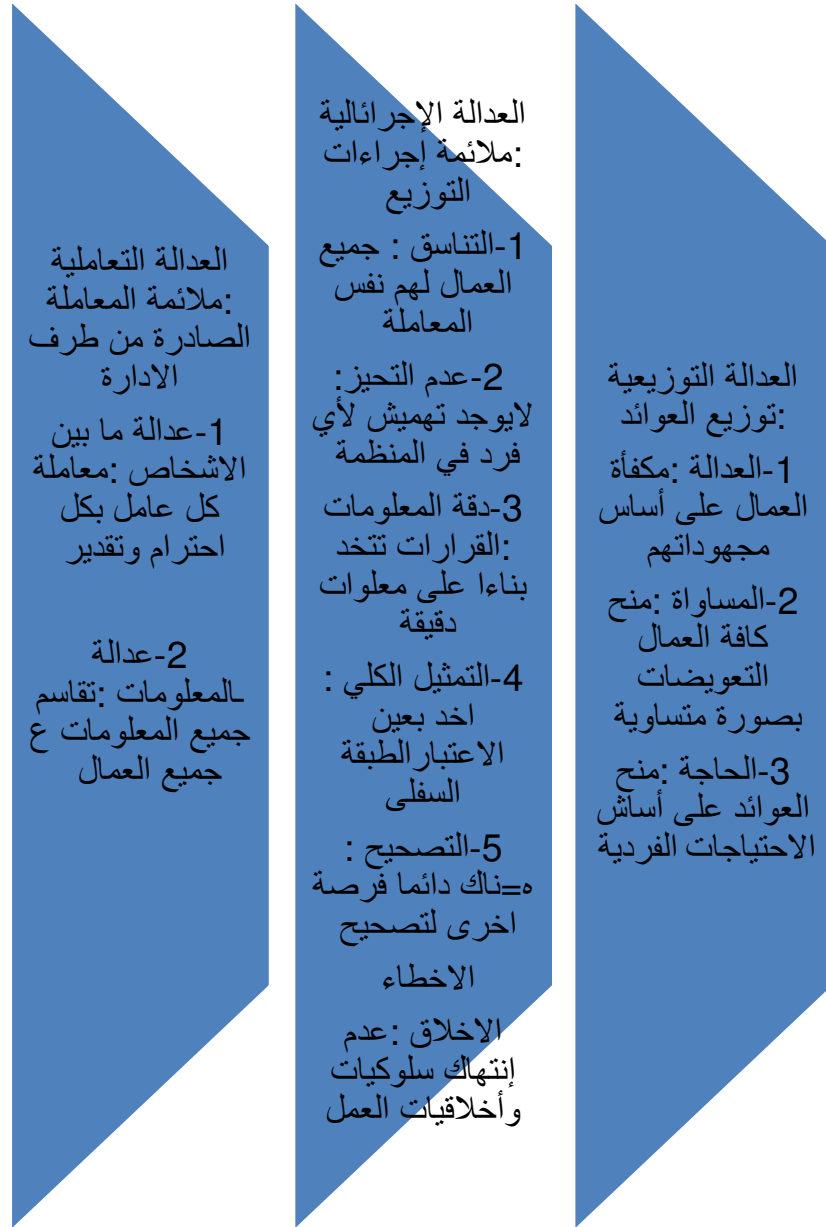 العدالة التوزيعية
:توزيع العوائد
1-العدالة :مكفأة
العمال على أساس
مجهوداتهم
2-المساواة :منح
كافة العمال
التعويضات
بصورة متساوية
3-الحاجة :منح
العوائد على أساش
الاحتياجات الفردية
العدالة الإجرائالية
:ملائمة إجراءات
التوزيع
1-التناسق : جميع
العمال لهم نفس
المعاملة
2-عدم التحيز:
لايوجد تهميش لأي
فرد في المنظمة
3-دقة المعلومات
:القرارات تتخد
بناءا على معلوات
دقيقة
4-التمثيل الكلي :
اخد بعين
الاعتبارالطبقة
السفلى
5-التصحيح :
ه=ناك دائما فرصة
اخرى لتصحيح
الاخطاء
الاخلاق :عدم
إنتهاك سلوكيات
وأخلاقيات العمل
العدالة التعاملية
:ملائمة المعاملة
الصادرة من طرف
الادارة
1-عدالة ما بين
الاشخاص :معاملة
كل عامل بكل
احترام وتقدير
2-عدالة
ـالمعلومات :تقاسم
جميع المعلومات ع
جميع العمال